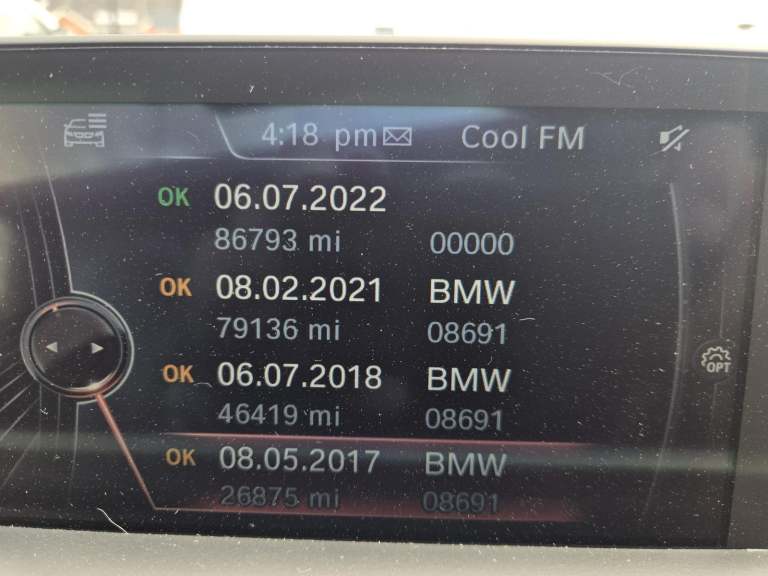 4:18 pm Cool FM
OK 06.07.2022
86793 mi 00000
OK 08.02.2021 BMW
79136 mi 08691
OK 06.07.2018 BMW
46419 mi 08691
OPT
OK 08.05.2017 BMW
26875 mi 08691